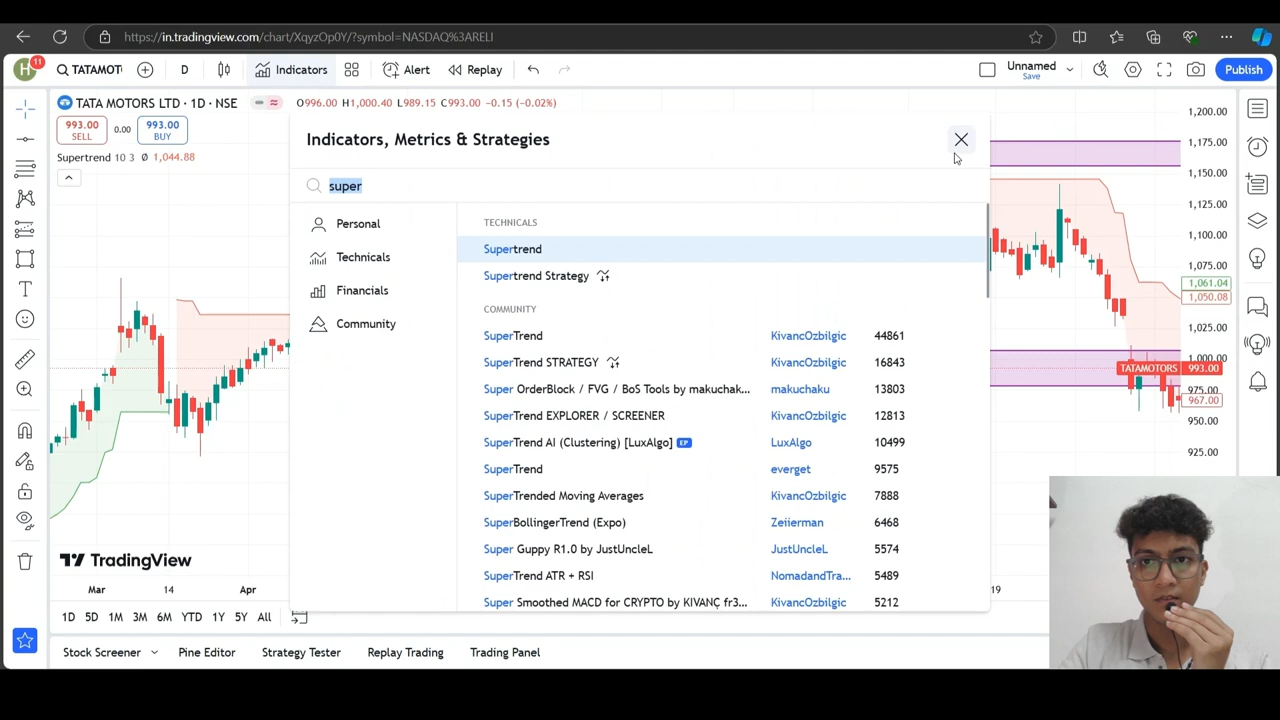 https://in.tradingview.com/chart/XqyzOp0Y/?symbol=NASDAQ%3ARELI
H 11 TATAMOT D Indicators Alert Replay Unnamed Save Publish
TATA MOTORS LTD · 1D · NSE O996.00 H1,000.40 L989.15 C993.00 -0.15 (-0.02%)
993.00 SELL 0.00 993.00 BUY
Supertrend 10 3 Ø 1,044.88
Indicators, Metrics & Strategies
super
Personal
Technicals
Financials
Community
TECHNICALS
Supertrend
Supertrend Strategy
COMMUNITY
SuperTrend KivancOzbilgic 44861
SuperTrend STRATEGY KivancOzbilgic 16843
Super OrderBlock / FVG / BoS Tools by makuchak... makuchaku 13803
SuperTrend EXPLORER / SCREENER KivancOzbilgic 12813
SuperTrend AI (Clustering) [LuxAlgo] EP LuxAlgo 10499
SuperTrend everget 9575
SuperTrended Moving Averages KivancOzbilgic 7888
SuperBollingerTrend (Expo) Zeiierman 6468
Super Guppy R1.0 by JustUncleL JustUncleL 5574
SuperTrend ATR + RSI NomadandTra... 5489
Super Smoothed MACD for CRYPTO by KIVANÇ fr3... KivancOzbilgic 5212
1,200.00
1,175.00
1,150.00
1,125.00
1,100.00
1,075.00
1,061.04
1,050.08
1,025.00
1,000.00
TATAMOTORS 993.00
975.00
967.00
950.00
925.00
TradingView
Mar 14 Apr 19
1D 5D 1M 3M 6M YTD 1Y 5Y All
Stock Screener Pine Editor Strategy Tester Replay Trading Trading Panel